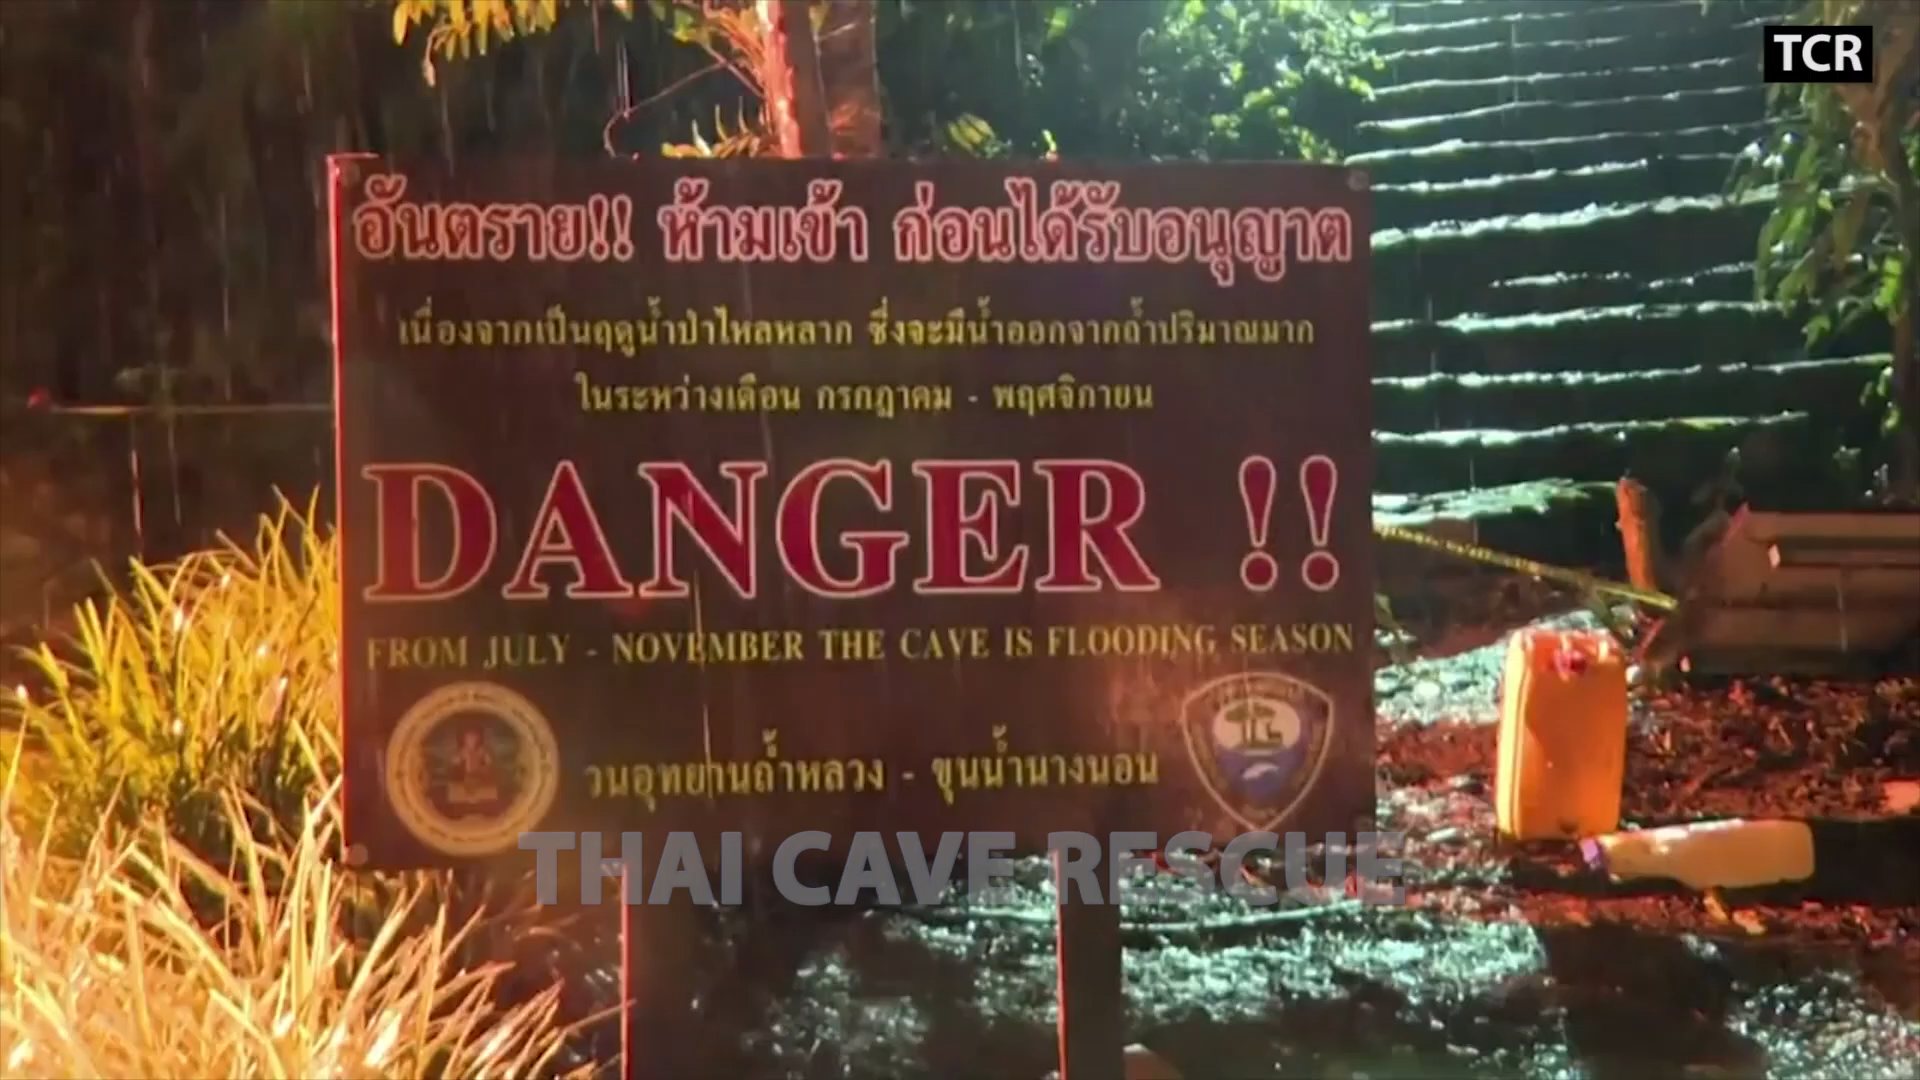 TCR
อันตราย!! ห้ามเข้า ก่อนได้รับอนุญาต
เนื่องจากเป็นฤดูน้ำป่าไหลหลาก ซึ่งจะมีน้ำออกจากถ้ำปริมาณมาก
ในระหว่างเดือน กรกฎาคม - พฤศจิกายน
DANGER !!
FROM JULY - NOVEMBER THE CAVE IS FLOODING SEASON
วนอุทยานถ้ำหลวง - ขุนน้ำนางนอน
THAI CAVE RESCUE